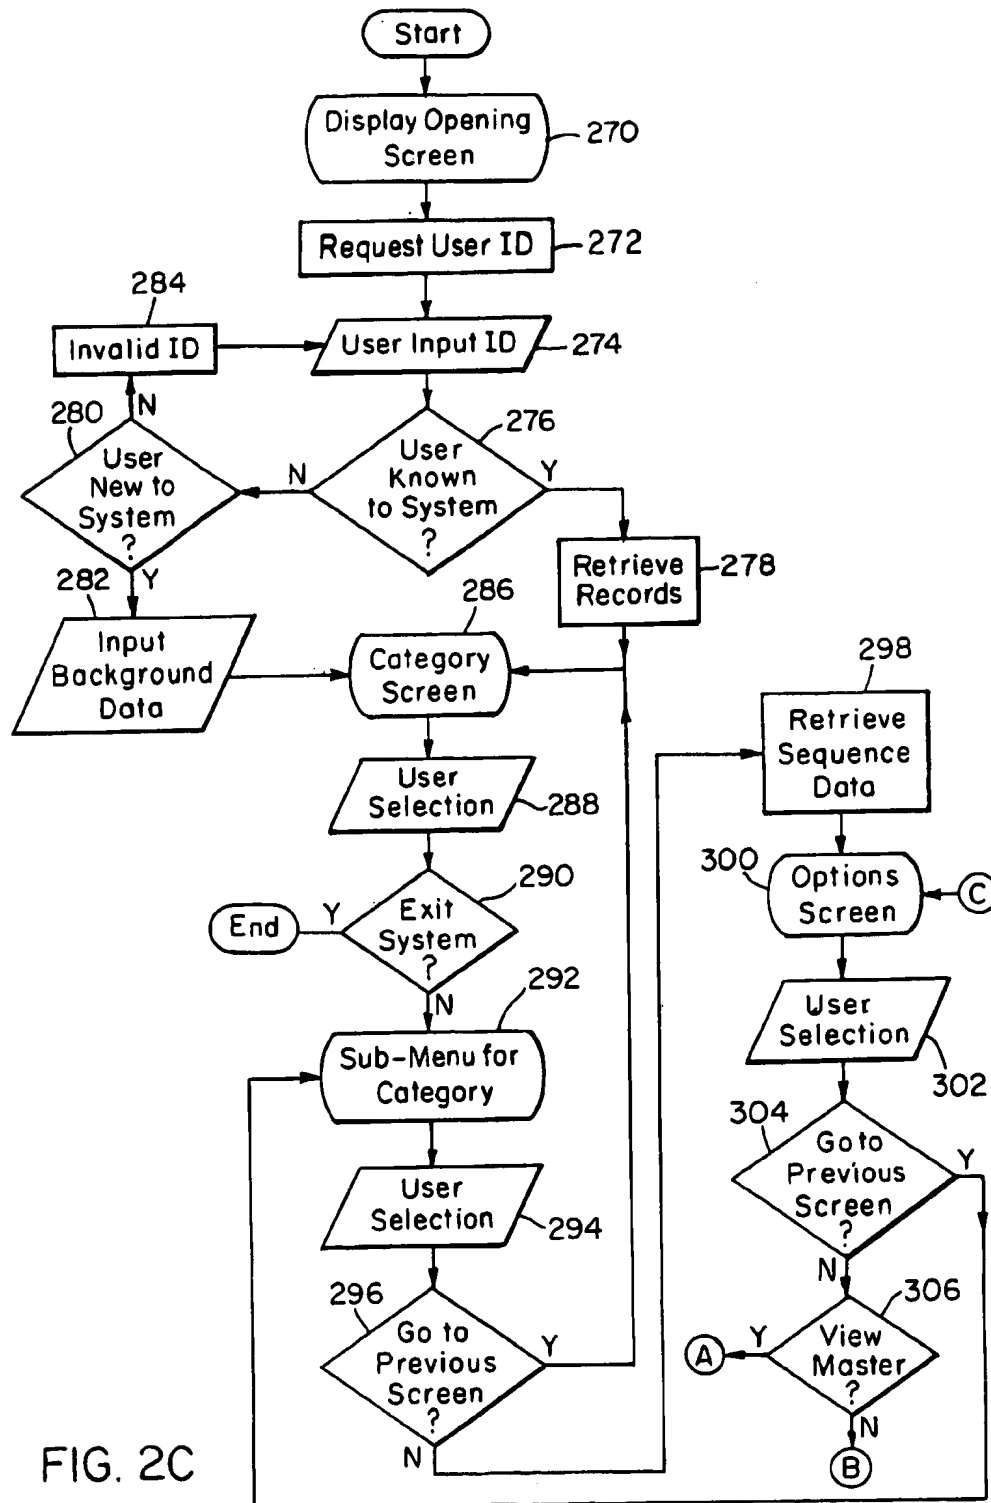 Start
Display Opening
Screen
270
Request User ID
272
284
Invalid ID
User Input ID
274
280
N
User
New to
System
?
Y
276
User
Known
to System
?
N
Y
Retrieve
Records
278
282
Input
Background
Data
286
Category
Screen
User
Selection
288
290
Exit
System
?
Y
End
N
292
Sub-Menu for
Category
User
Selection
294
296
Go to
Previous
Screen
?
Y
N
298
Retrieve
Sequence
Data
300
Options
Screen
C
User
Selection
302
304
Go to
Previous
Screen
?
Y
N
306
View
Master
?
Y
A
N
B
FIG. 2C